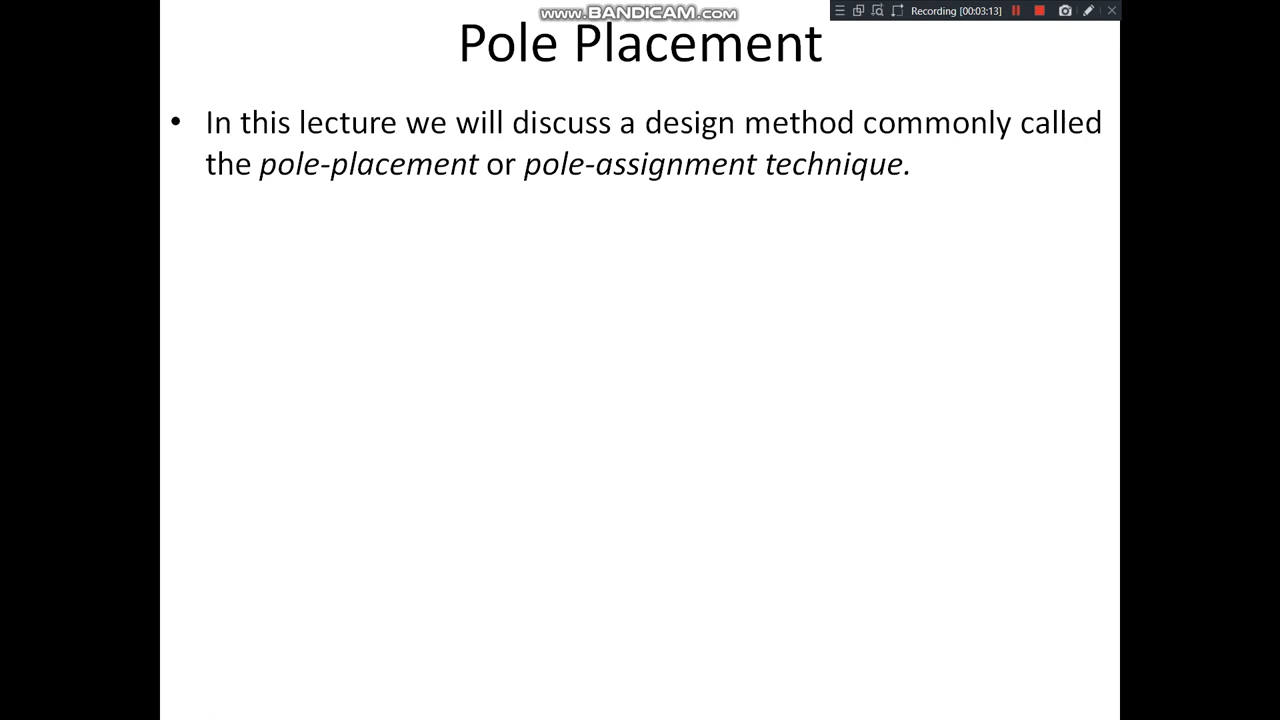 www.BANDICAM.com
Recording [00:03:13]
Pole Placement
• In this lecture we will discuss a design method commonly called
the pole-placement or pole-assignment technique.